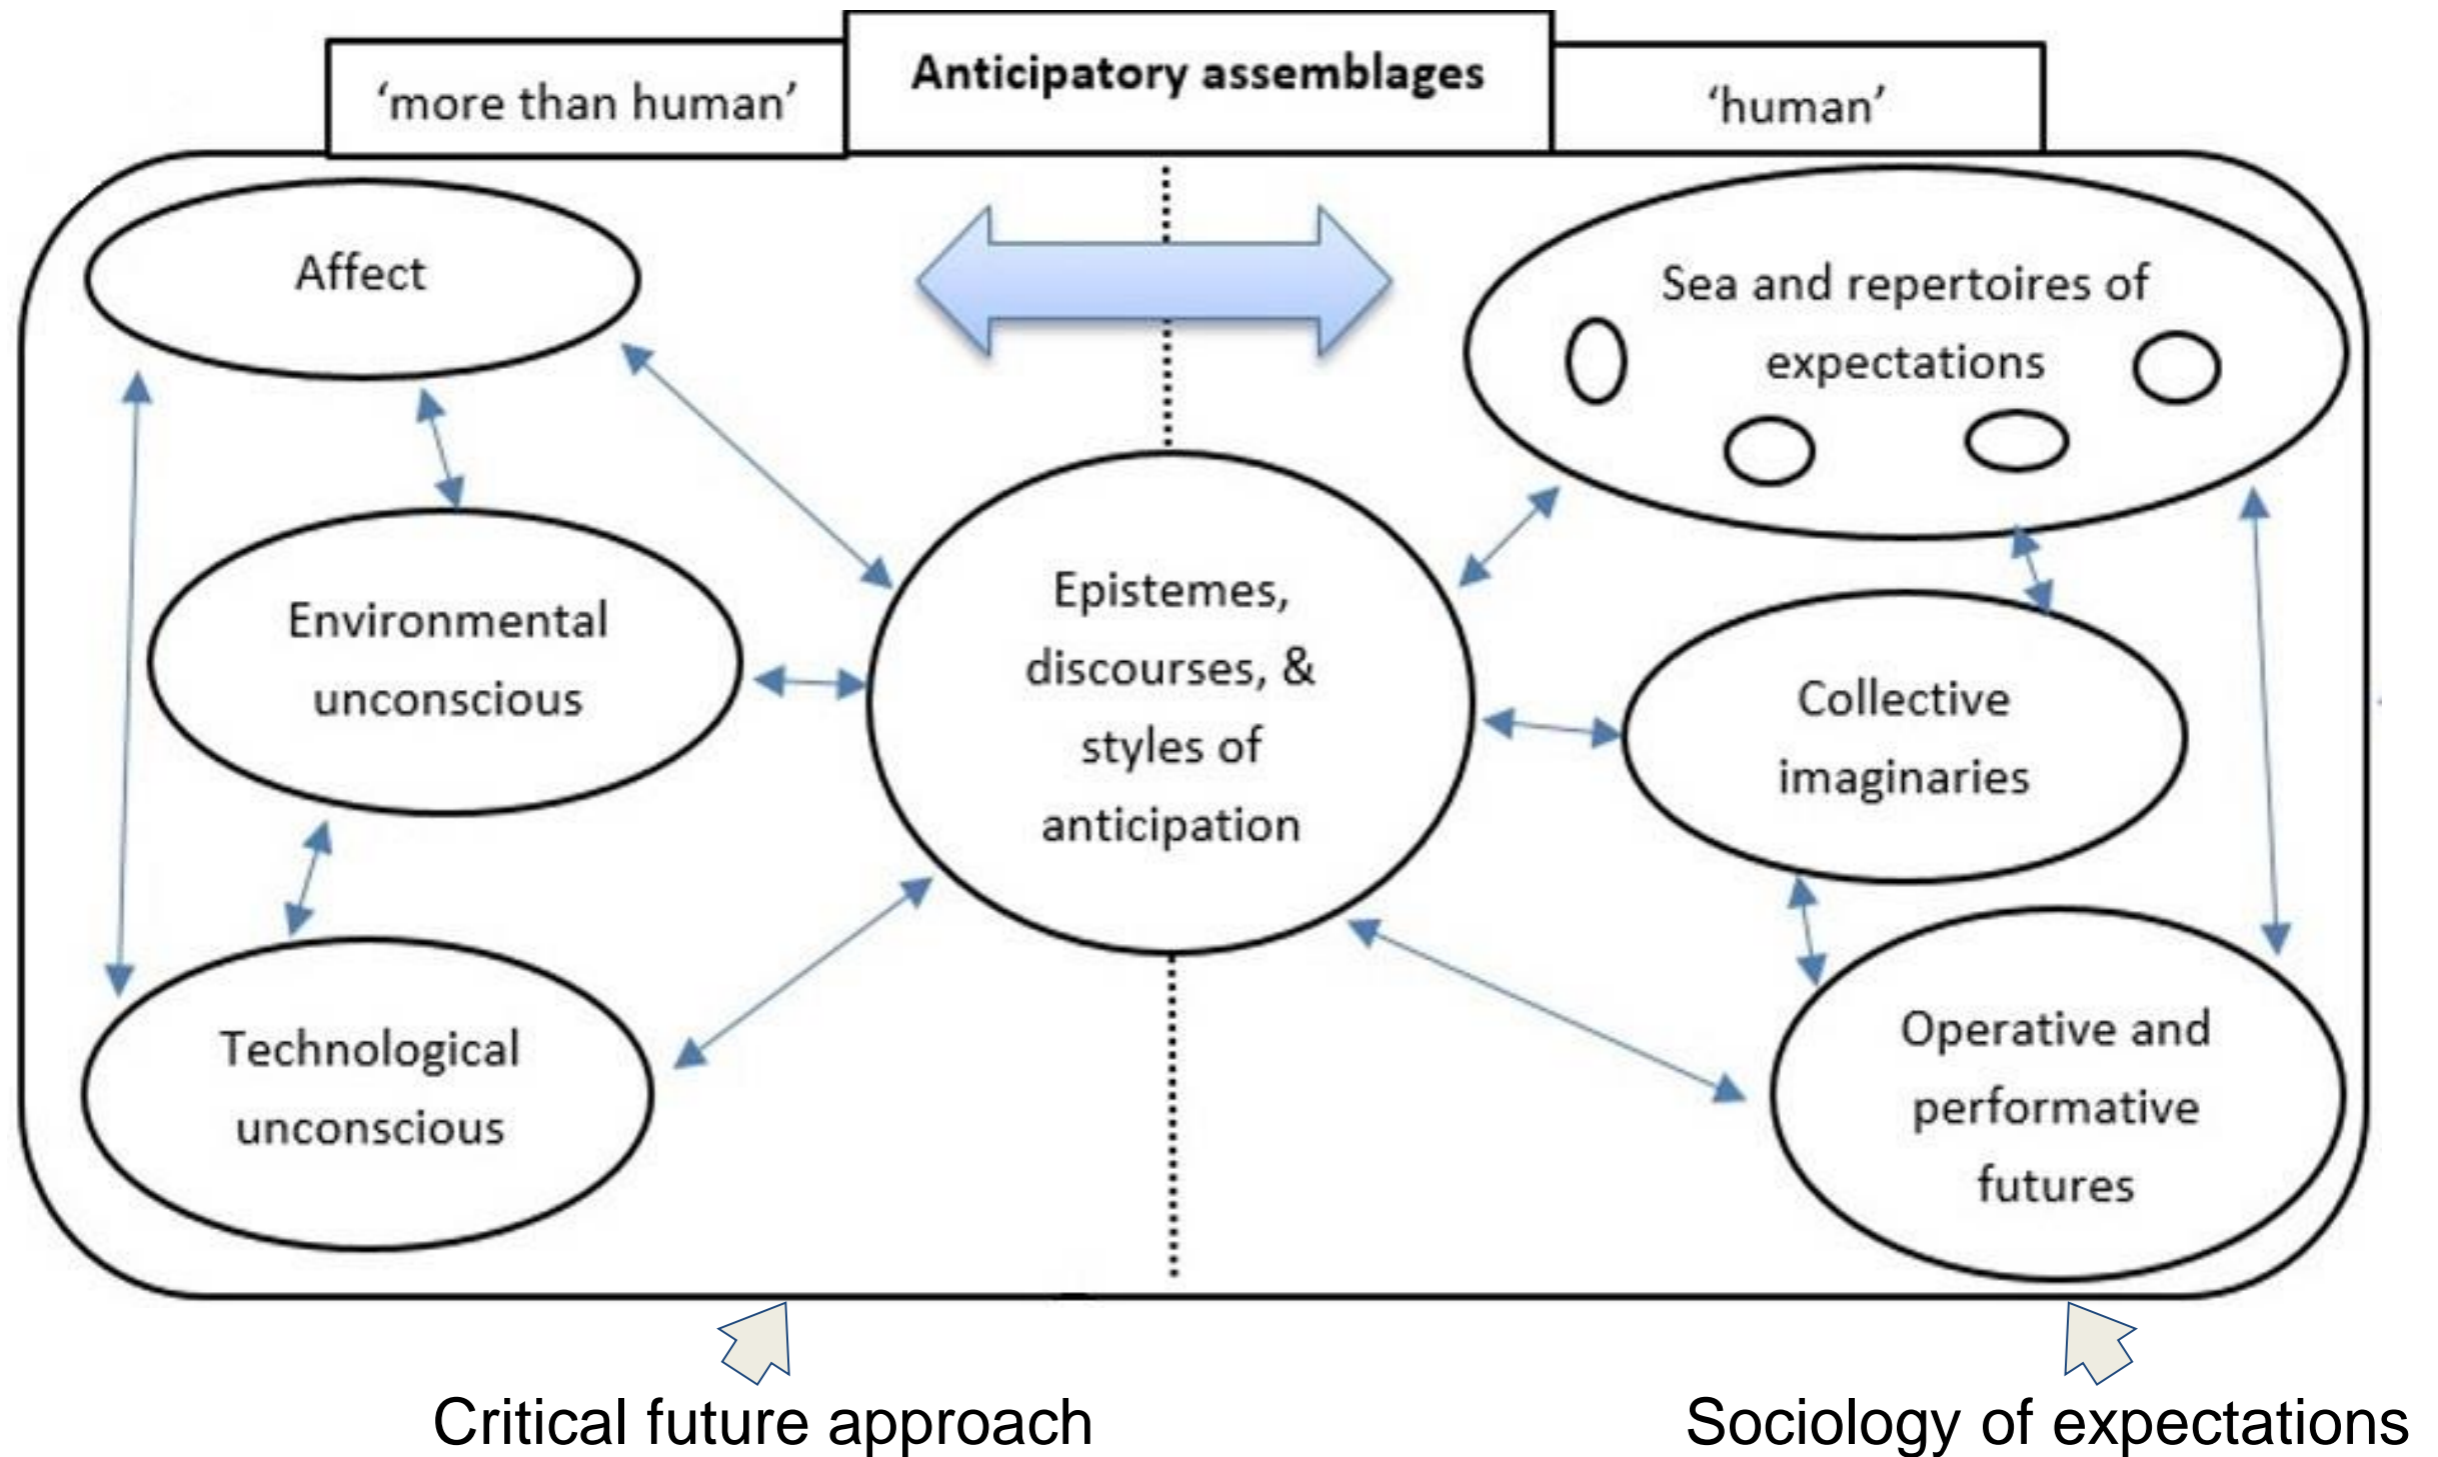 ‘more than human’
Anticipatory assemblages
‘human’
Affect
Sea and repertoires of
expectations
Environmental
unconscious
Epistemes,
discourses, &
styles of
anticipation
Collective
imaginaries
Technological
unconscious
Operative and
performative
futures
Critical future approach
Sociology of expectations